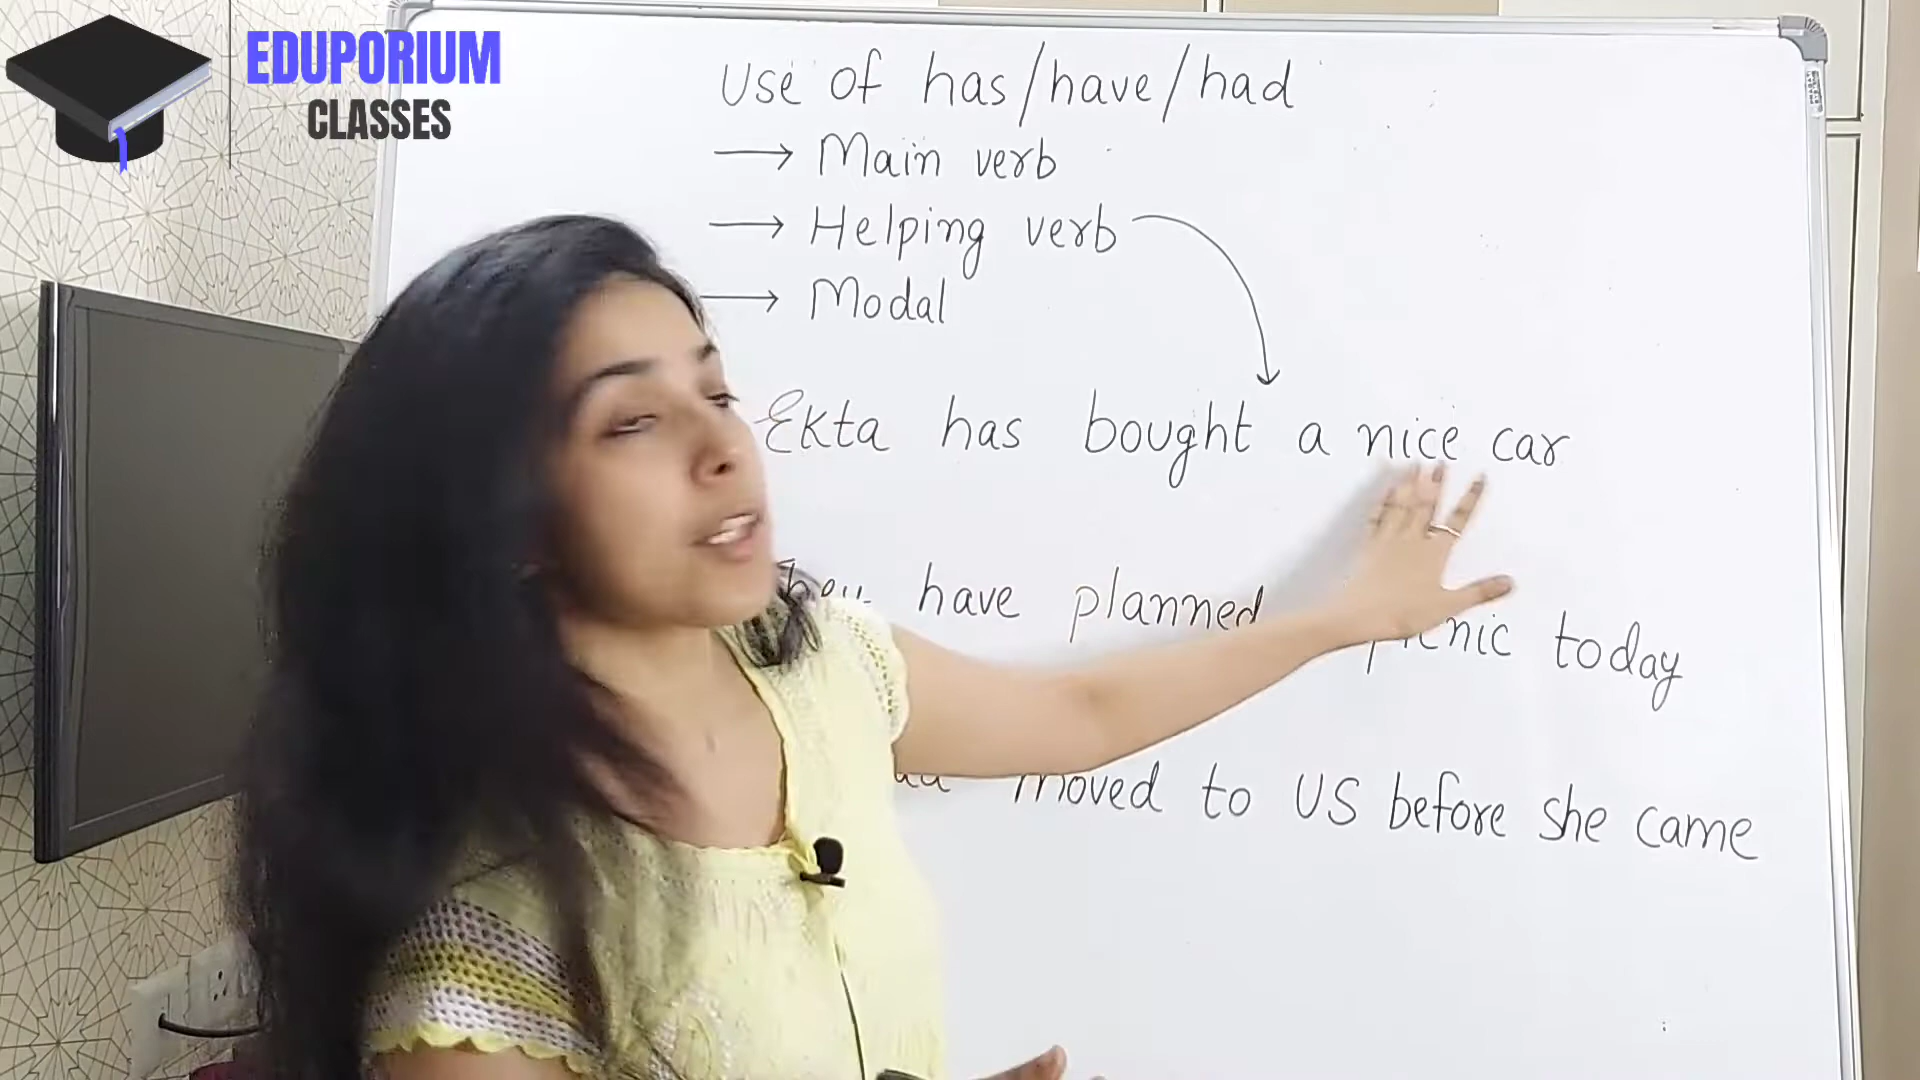 EDUPORIUM
CLASSES
Use of has/have/had
→ Main verb
→ Helping verb
→ Modal
Ekta has bought a nice car
have planned picnic today
moved to US before she came